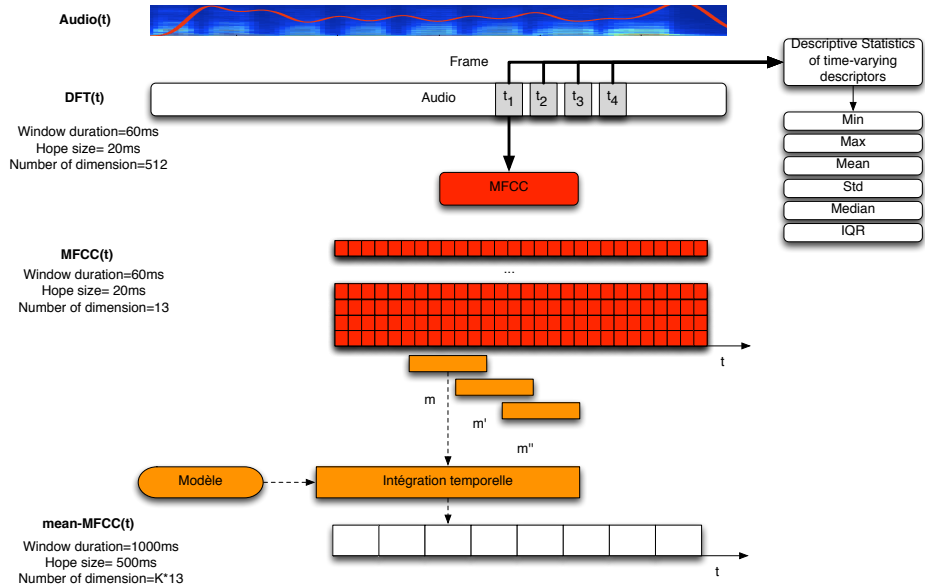 Audio(t)
Frame
Descriptive Statistics
of time-varying
descriptors
DFT(t)
Audio
t1
t2
t3
t4
Window duration=60ms
Hope size= 20ms
Number of dimension=512
Min
Max
Mean
Std
Median
IQR
MFCC
MFCC(t)
Window duration=60ms
Hope size= 20ms
Number of dimension=13
...
t
m
m'
m"
Modèle
Intégration temporelle
mean-MFCC(t)
Window duration=1000ms
Hope size= 500ms
Number of dimension=K*13
t